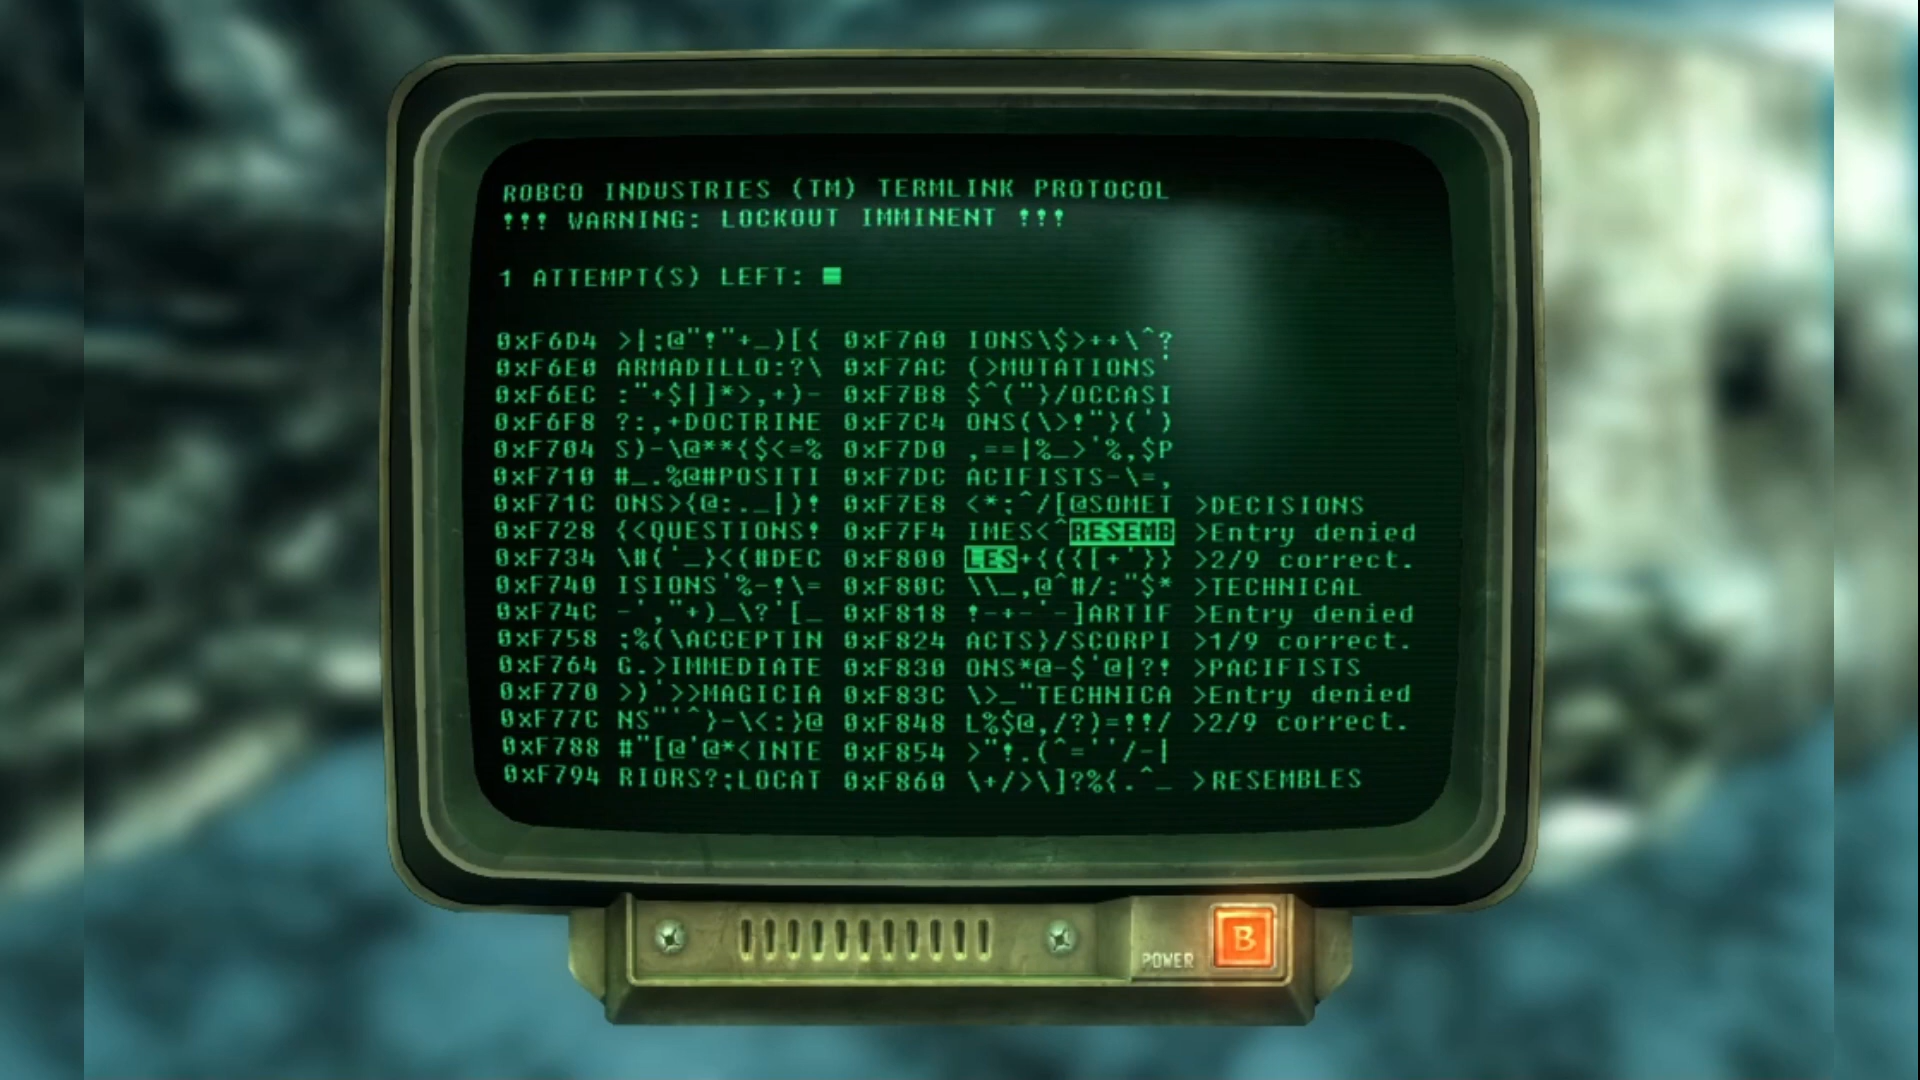 ROBCO INDUSTRIES (TM) TERMLINK PROTOCOL
!!! WARNING: LOCKOUT IMMINENT !!!
1 ATTEMPT(S) LEFT:
0xF6D4 >|;@"!"+_)[{ 0xF7A0 IONS\$>++\^?
0xF6E0 ARMADILLO:?\ 0xF7AC (>MUTATIONS'
0xF6EC :"+$|]*>,+)- 0xF7B8 $^("}/OCCASI
0xF6F8 ?:,+DOCTRINE 0xF7C4 ONS(\>!"}(')
0xF704 S)-\@**{$<=% 0xF7D0 ,==|%_>'%,$P
0xF710 #_.%@#POSITI 0xF7DC ACIFISTS-\=,
0xF71C ONS>{@:._|)! 0xF7E8 <*:^/[@SOMET >DECISIONS
0xF728 {<QUESTIONS! 0xF7F4 IMES<^RESEMB >Entry denied
0xF734 \#('_}<(#DEC 0xF800 LES+{({[+'}} >2/9 correct.
0xF740 ISIONS'%-!\= 0xF80C \\_,@^#/:"$* >TECHNICAL
0xF74C -',"+)_\?'[_ 0xF818 !-+-'-]ARTIF >Entry denied
0xF758 ;%(\ACCEPTIN 0xF824 ACTS}/SCORPI >1/9 correct.
0xF764 G.>IMMEDIATE 0xF830 ONS*@-$'@|?! >PACIFISTS
0xF770 >)'>>MAGICIA 0xF83C \>_"TECHNICA >Entry denied
0xF77C NS"'^}-\<:}@ 0xF848 L%$@,/?)=!!/ >2/9 correct.
0xF788 #"[@'@*<INTE 0xF854 >"!.(^=''/-|
0xF794 RIORS?;LOCAT 0xF860 \+/>\]?%{.^_ >RESEMBLES
POWER
B